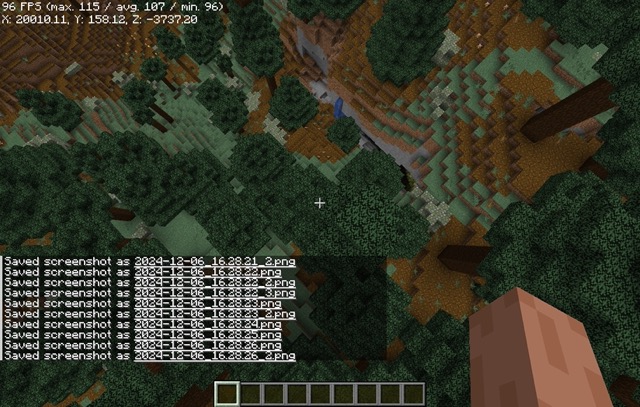 96 FPS (max. 115 / avg. 107 / min. 96)
X: 20010.11, Y: 158.12, Z: -3737.20
Saved screenshot as 2024-12-06_16.28.21_2.png
Saved screenshot as 2024-12-06_16.28.22.png
Saved screenshot as 2024-12-06_16.28.22_2.png
Saved screenshot as 2024-12-06_16.28.22_3.png
Saved screenshot as 2024-12-06_16.28.23.png
Saved screenshot as 2024-12-06_16.28.23_2.png
Saved screenshot as 2024-12-06_16.28.24.png
Saved screenshot as 2024-12-06_16.28.25.png
Saved screenshot as 2024-12-06_16.28.26.png
Saved screenshot as 2024-12-06_16.28.26_2.png